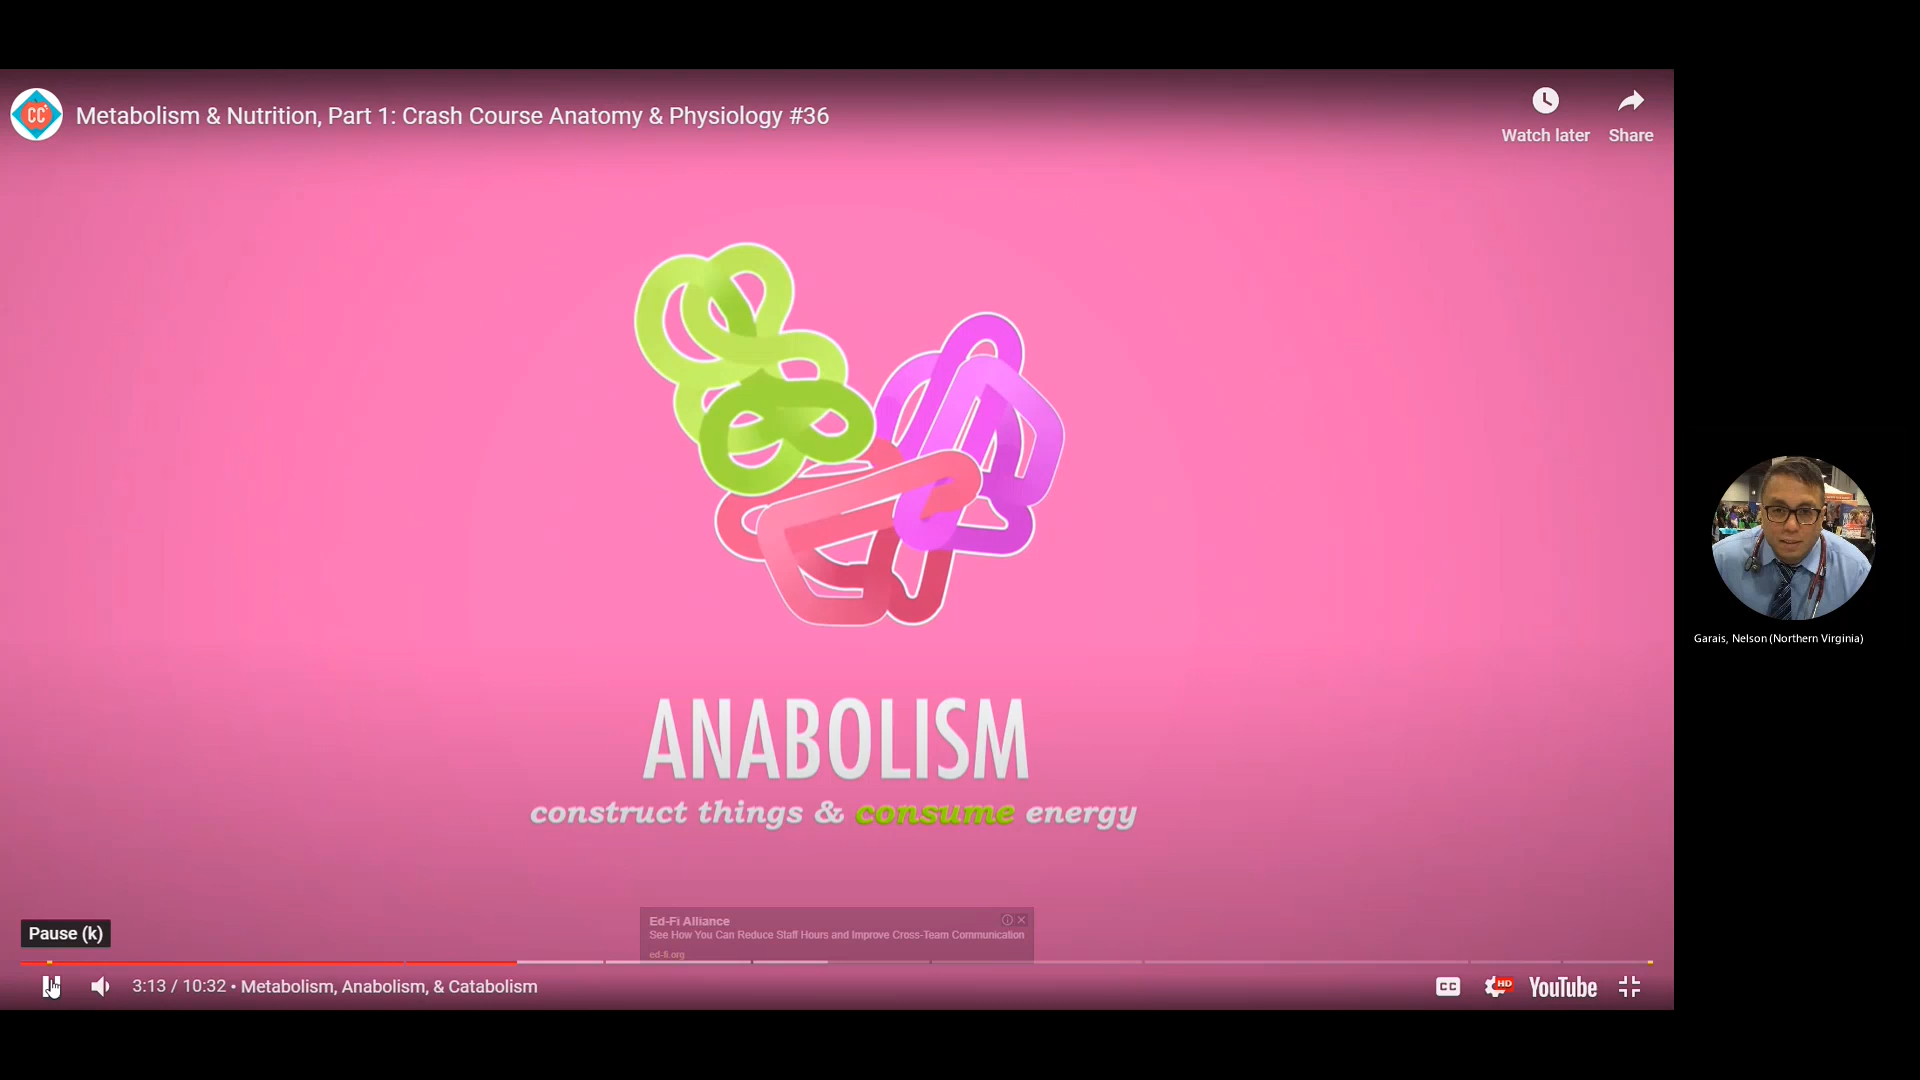 CC
Metabolism & Nutrition, Part 1: Crash Course Anatomy & Physiology #36
Watch later
Share
ANABOLISM
construct things & consume energy
Garais, Nelson (Northern Virginia)
Ed-Fi Alliance
See How You Can Reduce Staff Hours and Improve Cross-Team Communication
ed-fi.org
Pause (k)
3:13 / 10:32 • Metabolism, Anabolism, & Catabolism
CC
HD
YouTube